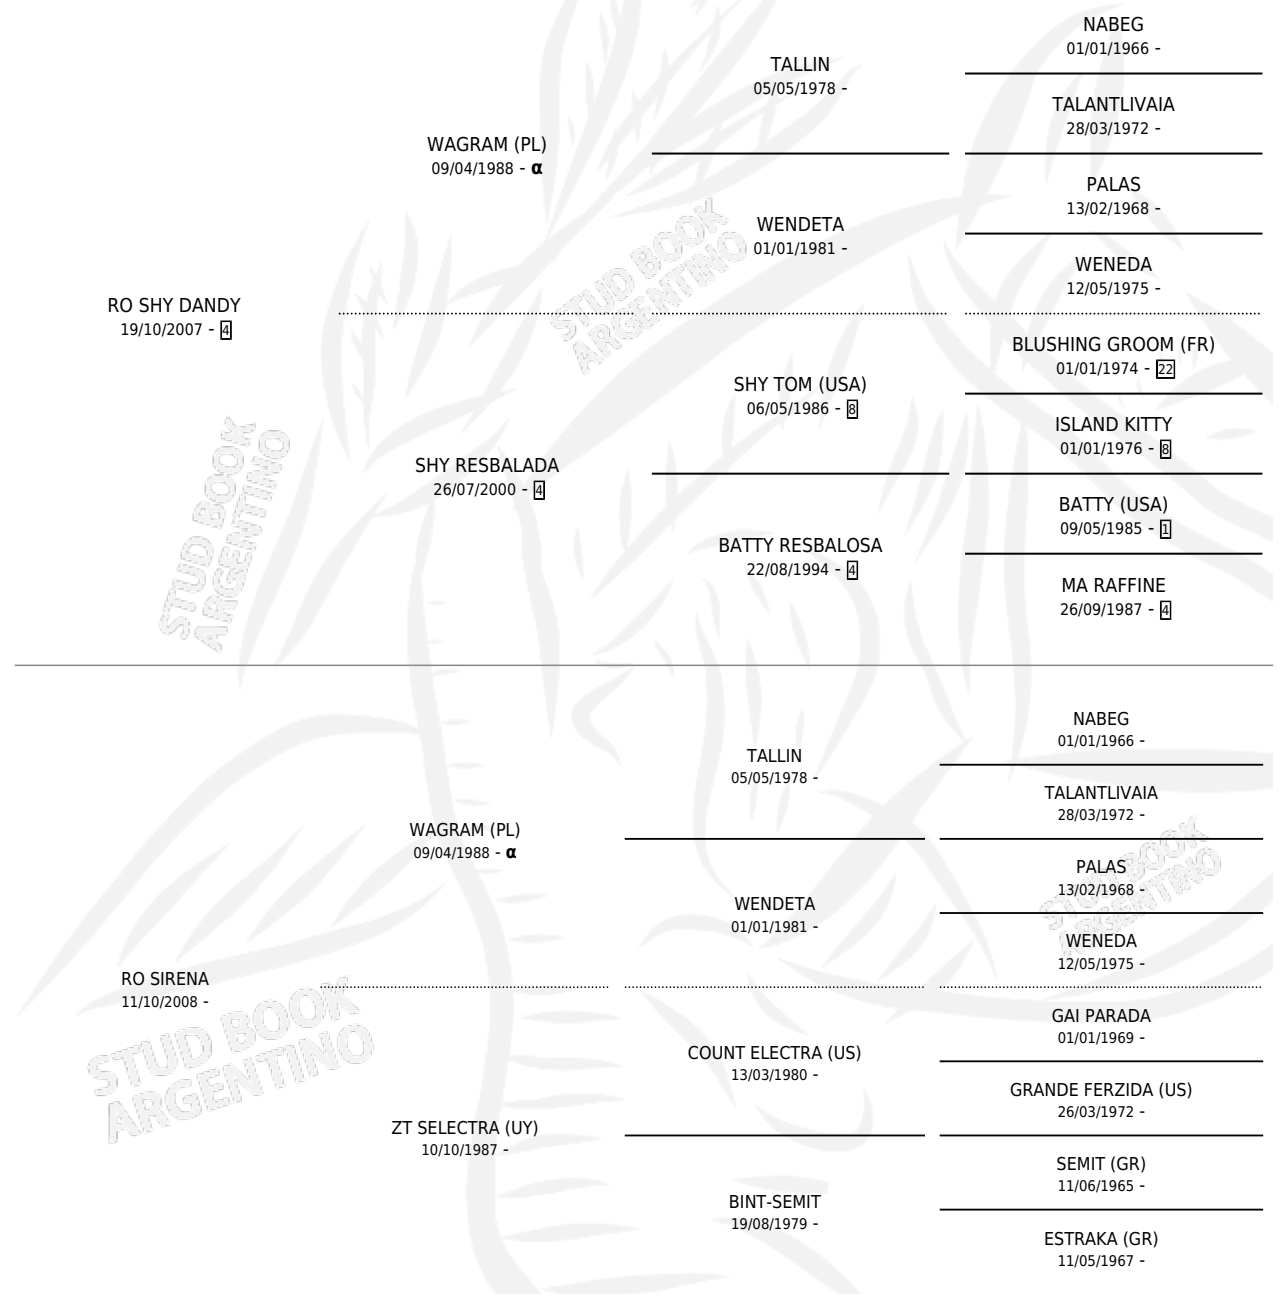 NABEG
01/01/1966 -
TALLIN
05/05/1978 -
TALANTLIVAIA
28/03/1972 -
WAGRAM (PL)
09/04/1988 - α
PALAS
13/02/1968 -
WENDETA
01/01/1981 -
WENEDA
12/05/1975 -
RO SHY DANDY
19/10/2007 - 4
BLUSHING GROOM (FR)
01/01/1974 - 22
SHY TOM (USA)
06/05/1986 - 8
ISLAND KITTY
01/01/1976 - 8
SHY RESBALADA
26/07/2000 - 4
BATTY (USA)
09/05/1985 - 1
BATTY RESBALOSA
22/08/1994 - 4
MA RAFFINE
26/09/1987 - 4
STUD BOOK
ARGENTINO
STUD BOOK
ARGENTINO
NABEG
01/01/1966 -
TALLIN
05/05/1978 -
TALANTLIVAIA
28/03/1972 -
WAGRAM (PL)
09/04/1988 - α
PALAS
13/02/1968 -
WENDETA
01/01/1981 -
WENEDA
12/05/1975 -
RO SIRENA
11/10/2008 -
GAI PARADA
01/01/1969 -
COUNT ELECTRA (US)
13/03/1980 -
GRANDE FERZIDA (US)
26/03/1972 -
ZT SELECTRA (UY)
10/10/1987 -
SEMIT (GR)
11/06/1965 -
BINT-SEMIT
19/08/1979 -
ESTRAKA (GR)
11/05/1967 -
STUD BOOK
ARGENTINO
STUD BOOK
ARGENTINO